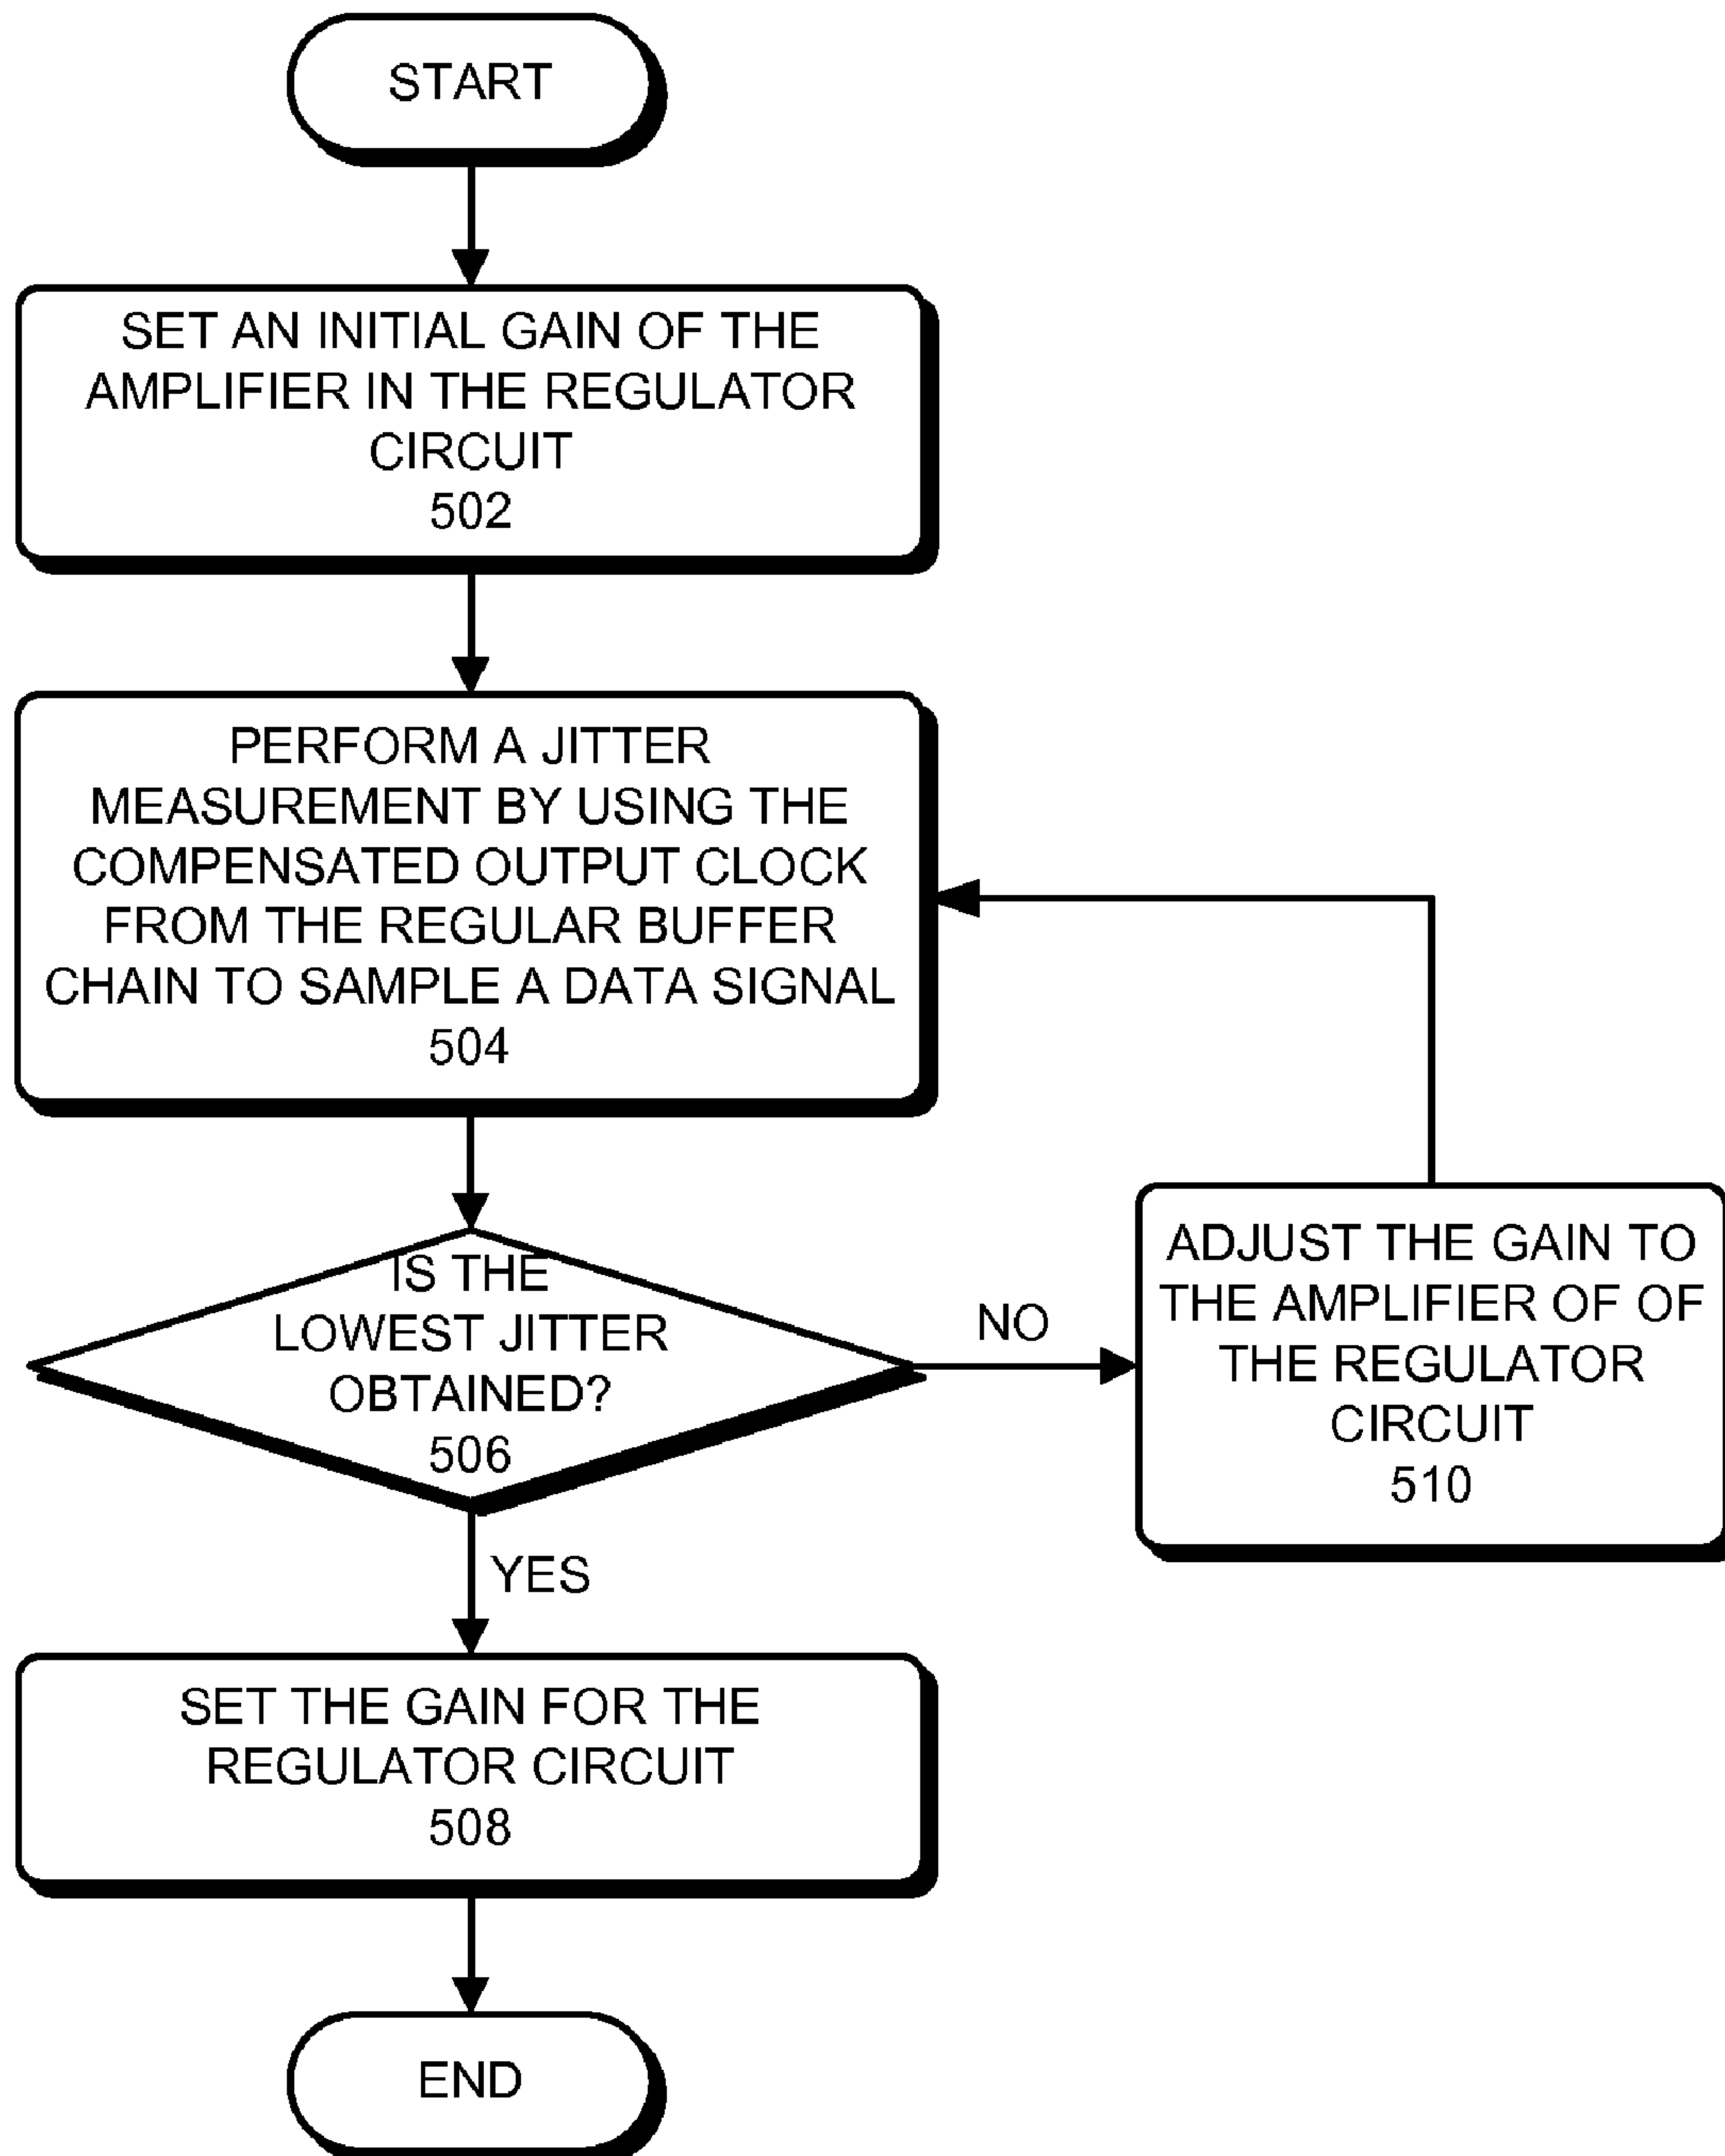 START
SET AN INITIAL GAIN OF THE
AMPLIFIER IN THE REGULATOR
CIRCUIT
502
PERFORM A JITTER
MEASUREMENT BY USING THE
COMPENSATED OUTPUT CLOCK
FROM THE REGULAR BUFFER
CHAIN TO SAMPLE A DATA SIGNAL
504
IS THE
LOWEST JITTER
OBTAINED?
506
NO
ADJUST THE GAIN TO
THE AMPLIFIER OF OF
THE REGULATOR
CIRCUIT
510
YES
SET THE GAIN FOR THE
REGULATOR CIRCUIT
508
END